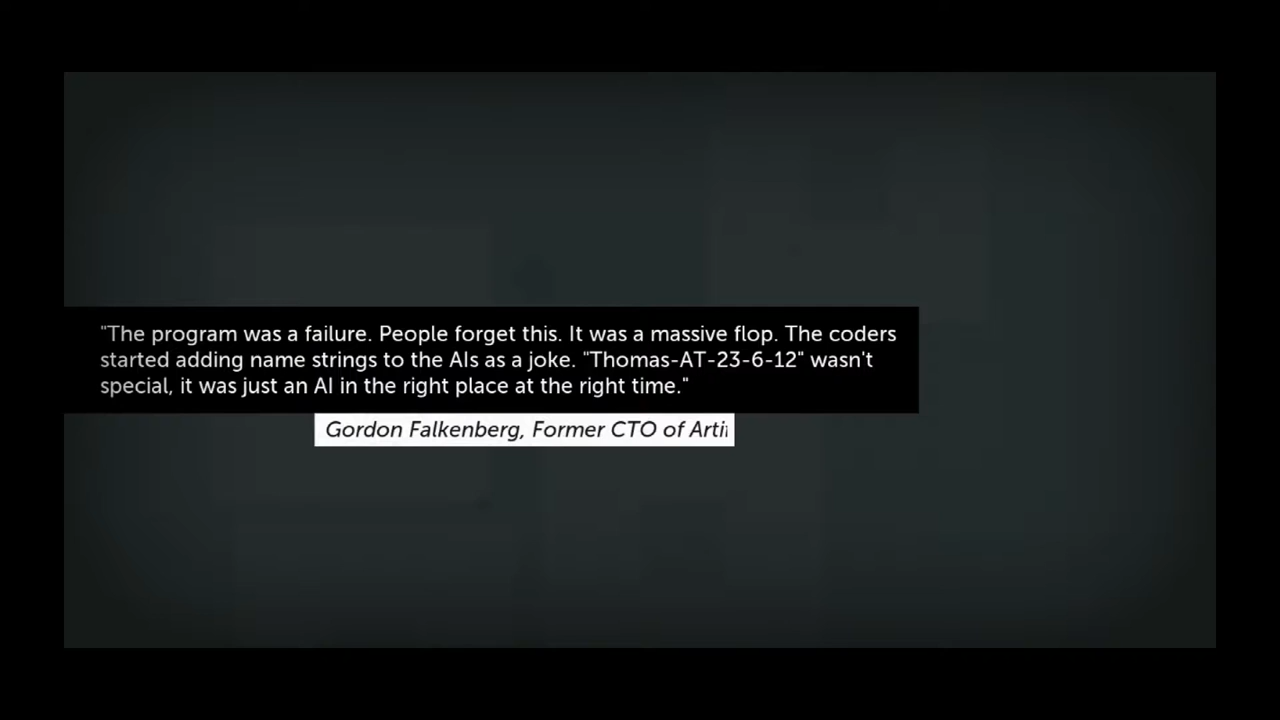 "The program was a failure. People forget this. It was a massive flop. The coders
started adding name strings to the AIs as a joke. "Thomas-AT-23-6-12" wasn't
special, it was just an AI in the right place at the right time."
Gordon Falkenberg, Former CTO of